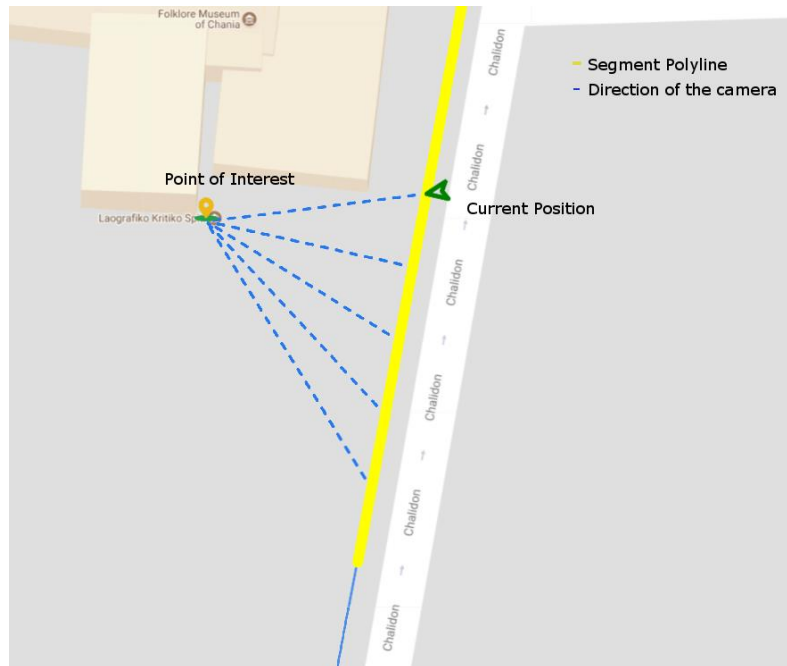 Folklore Museum
of Chania
Chalidon
Segment Polyline
Direction of the camera
Chalidon
Point of Interest
Current Position
Laografiko Kritiko Sp
Chalidon
Chalidon
Chalidon
Chalidon